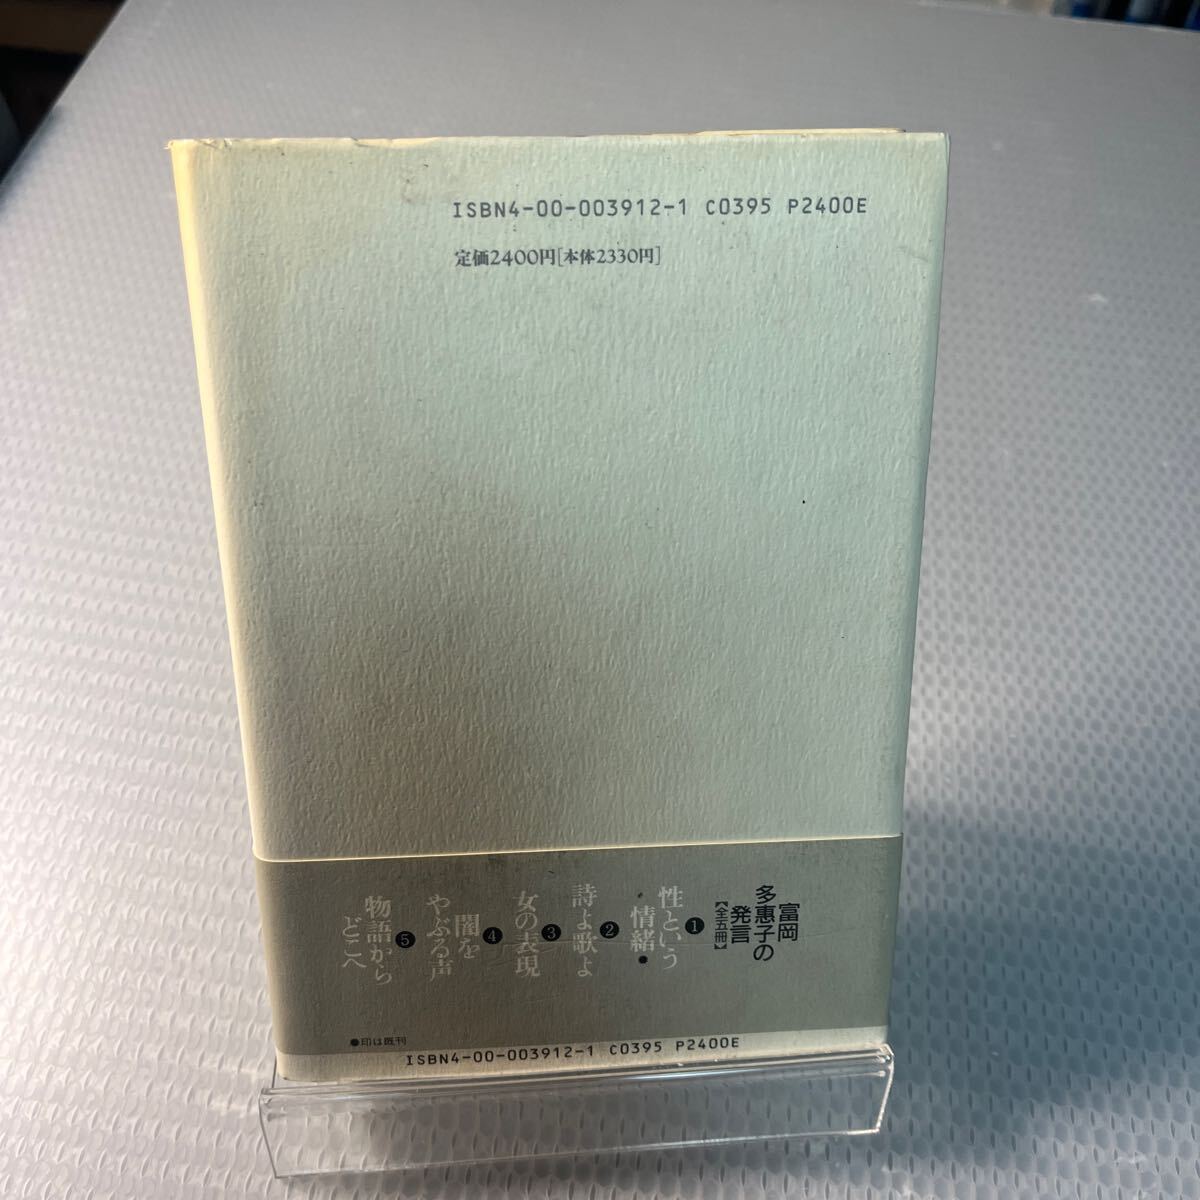 ISBN4-00-003912-1 C0395 P2400E
定価2400円[本体2330円]
富岡
多惠子の
発言
【全五冊】
❶
性という
情緒●
❷
詩よ歌よ
❸
女の表現
❹
闇を
やぶる声
❺
物語から
どこへ
●印は既刊
ISBN4-00-003912-1 C0395 P2400E